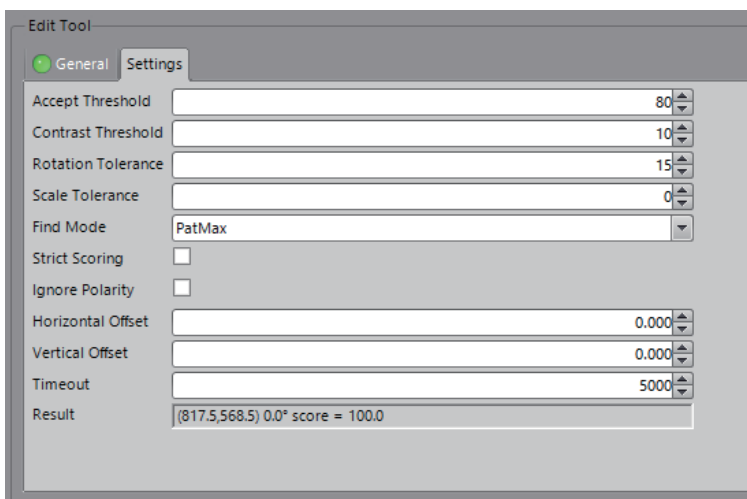 Edit Tool
General Settings
Accept Threshold 80
Contrast Threshold 10
Rotation Tolerance 15
Scale Tolerance 0
Find Mode PatMax
Strict Scoring
Ignore Polarity
Horizontal Offset 0.000
Vertical Offset 0.000
Timeout 5000
Result (817.5,568.5) 0.0° score = 100.0